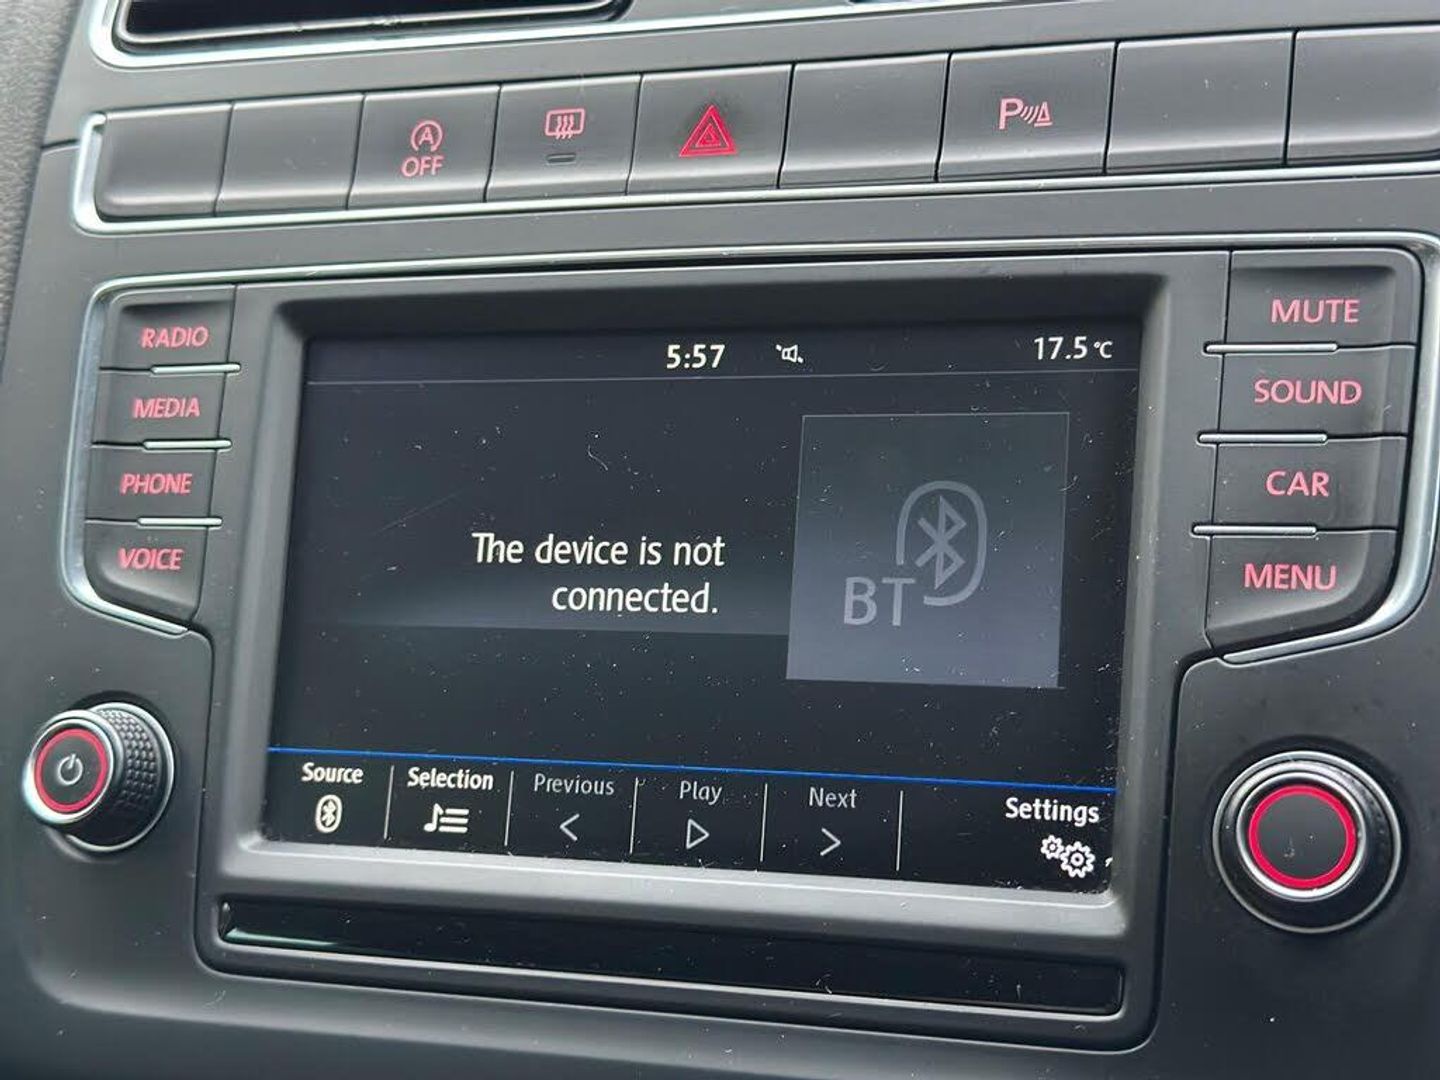 A
OFF
P
RADIO
MEDIA
PHONE
VOICE
5:57
17.5°C
The device is not
connected.
BT
Source
Selection
Previous
Play
Next
Settings
MUTE
SOUND
CAR
MENU